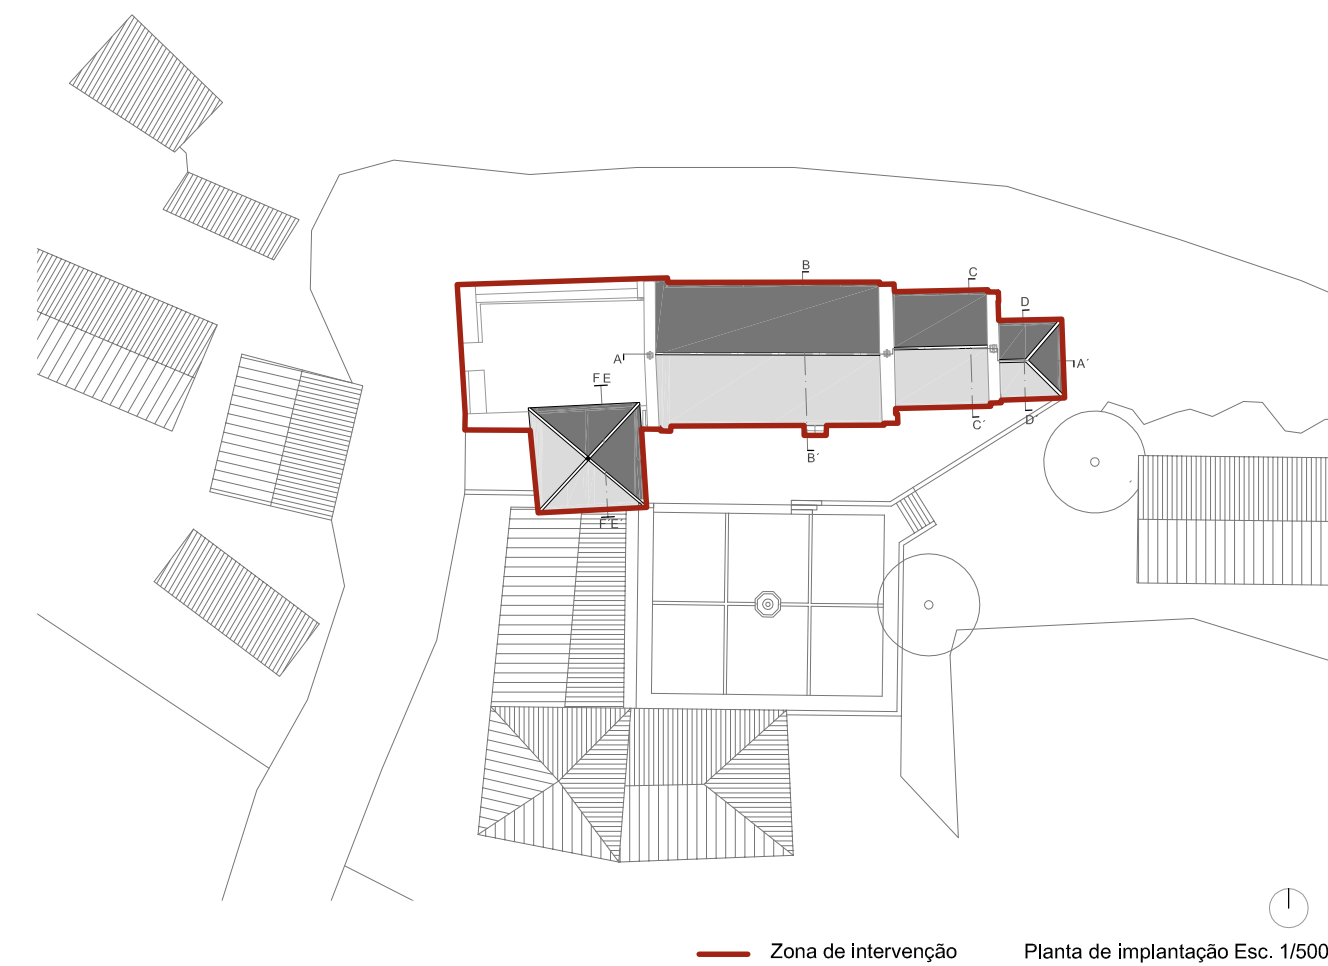 B
C
D
A
A´
F E
C´
D´
B´
F´E´
Zona de intervenção
Planta de implantação Esc. 1/500